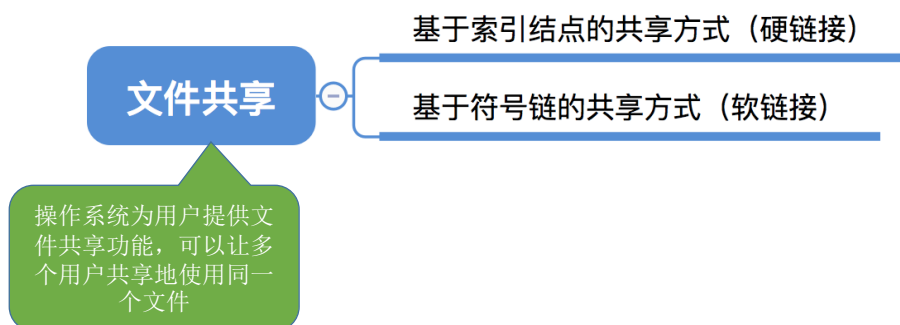 基于索引结点的共享方式（硬链接）
文件共享
基于符号链的共享方式（软链接）
操作系统为用户提供文
件共享功能，可以让多
个用户共享地使用同一
个文件